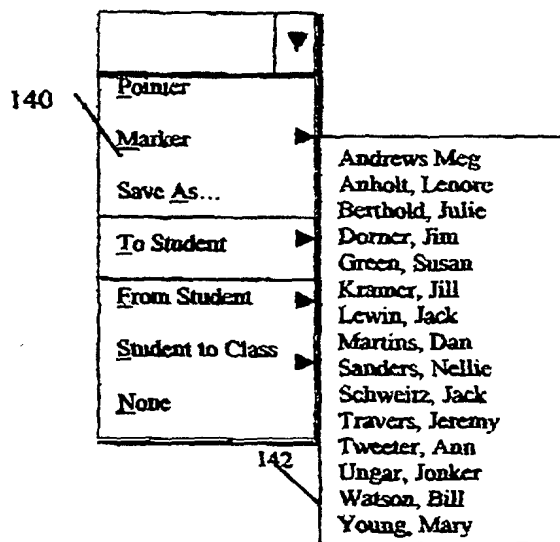 140
Pointer
Marker
Save As...
To Student
From Student
Student to Class
None
142
Andrews Meg
Anholt, Lenore
Berthold, Julie
Dorner, Jim
Green, Susan
Kramer, Jill
Lewin, Jack
Martins, Dan
Sanders, Nellie
Schweitz, Jack
Travers, Jeremy
Tweeter, Ann
Ungar, Jonker
Watson, Bill
Young, Mary